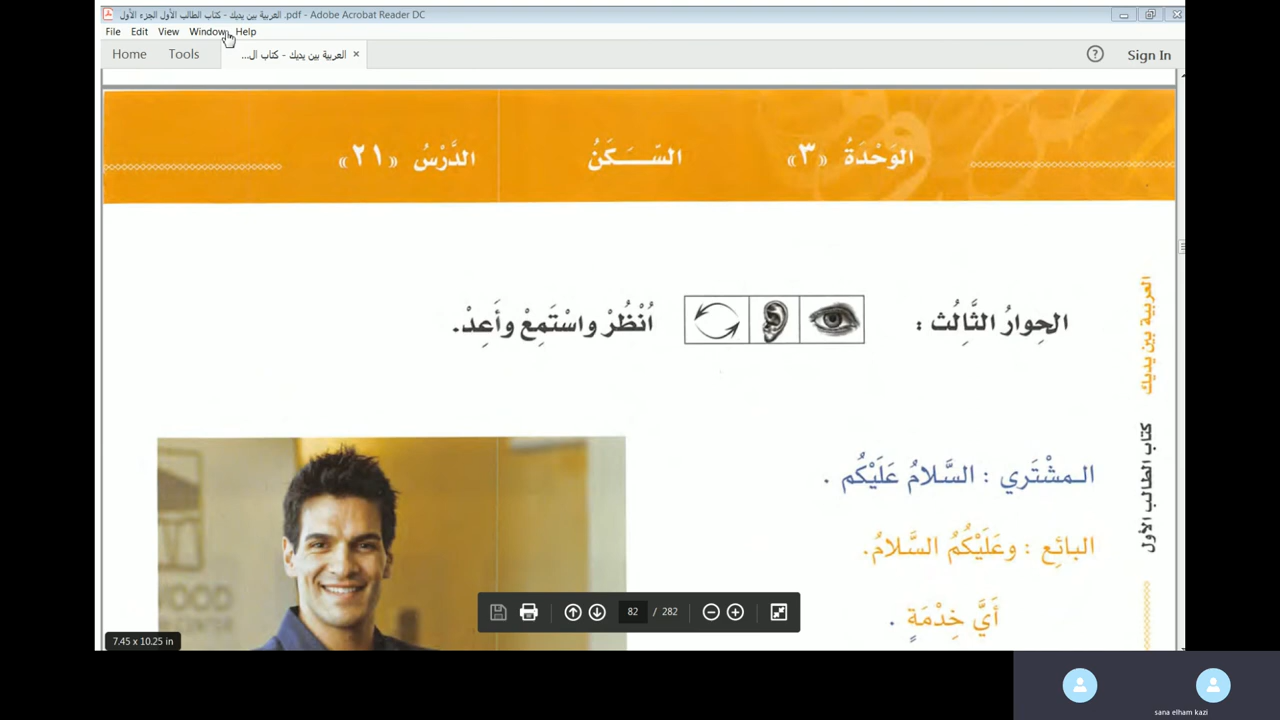 العربية بين يديك - كتاب الطالب الأول الجزء الأول .pdf - Adobe Acrobat Reader DC
File Edit View Window Help
Home Tools العربية بين يديك - كتاب ال... × ? Sign In
الوَحْدَةُ «٣» السّـــــكَنُ الدَّرْسُ «٢١»
الحِوارُ الثَّالِثُ : اُنْظُرْ واسْتَمِعْ وأَعِدْ.
العربية بين يديك
كتاب الطالب الأول
الـمشْتَري : السَّلامُ عَلَيْكُم .
البائِع : وعَلَيْكُمُ السَّلامُ.
أَيَّ خِدْمَةٍ .
WOOD
82 / 282
7.45 x 10.25 in
sana elham kazi